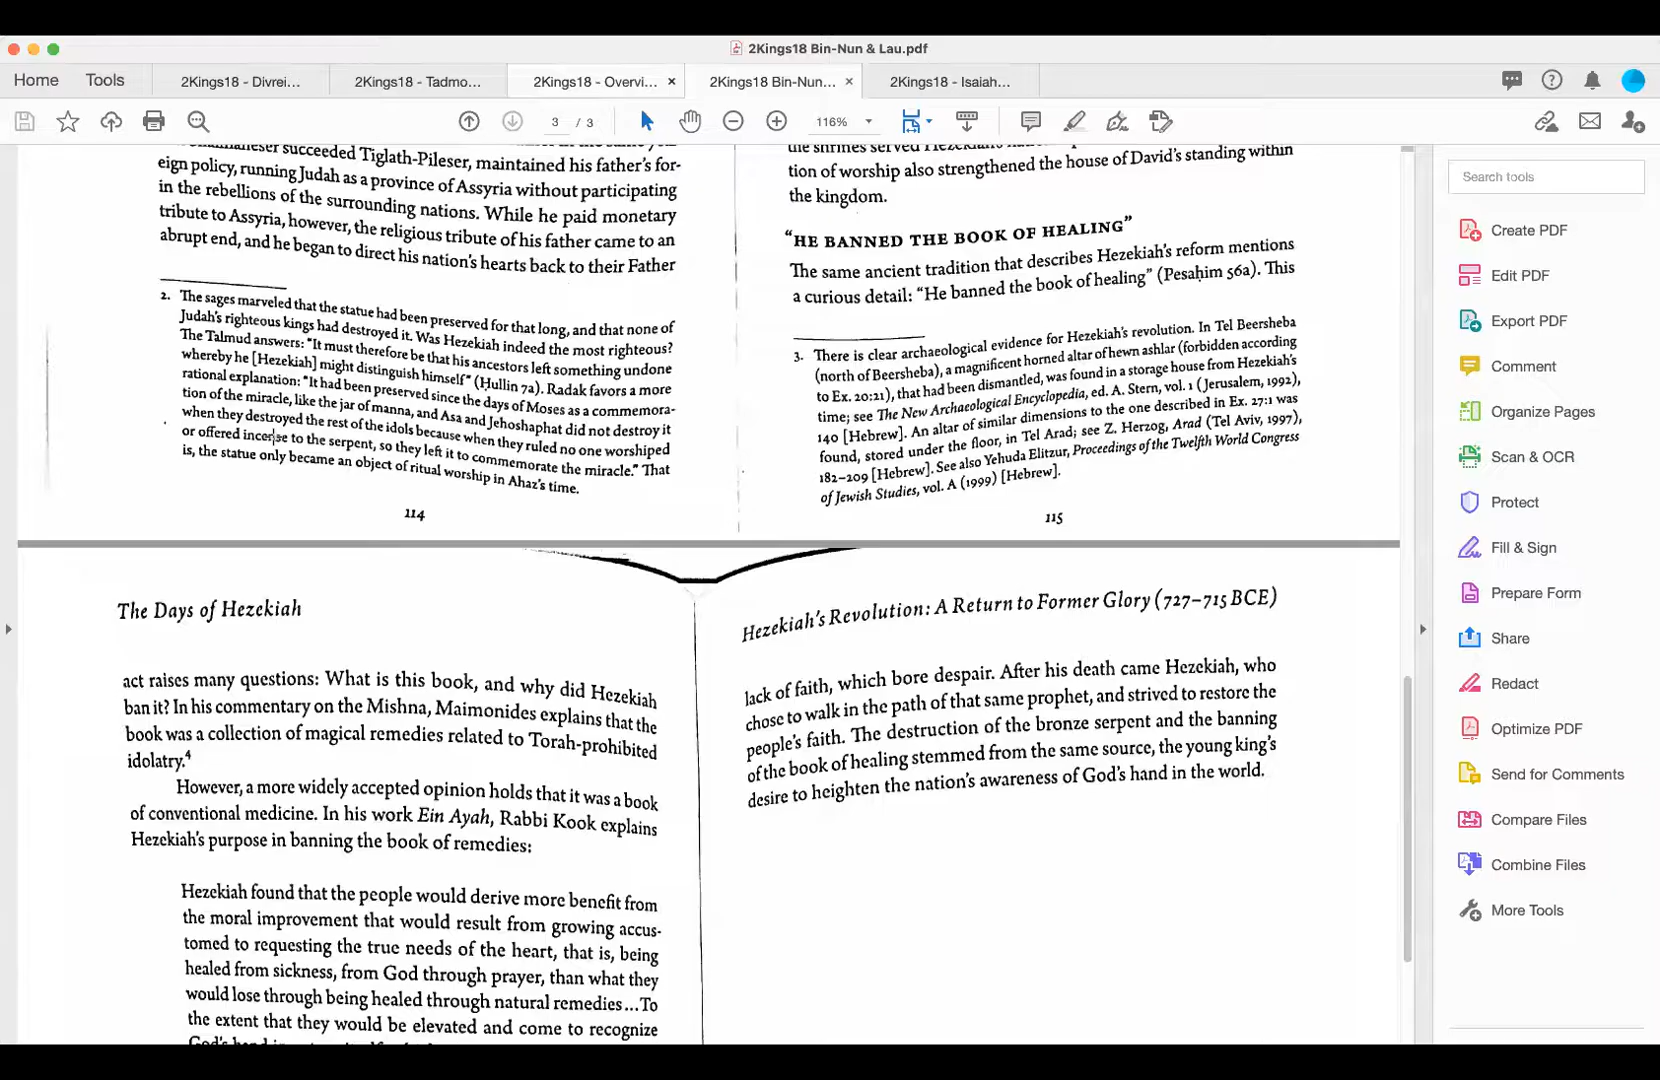 2Kings18 Bin-Nun & Lau.pdf
Home
Tools
2Kings18 - Divrei...
2Kings18 - Tadmo...
2Kings18 - Overvi... ×
2Kings18 Bin-Nun... ×
2Kings18 - Isaiah...
3 / 3
116%
succeeded Tiglath-Pileser, maintained his father's for-
eign policy, running Judah as a province of Assyria without participating
in the rebellions of the surrounding nations. While he paid monetary
tribute to Assyria, however, the religious tribute of his father came to an
abrupt end, and he began to direct his nation's hearts back to their Father
2. The sages marveled that the statue had been preserved for that long, and that none of
Judah's righteous kings had destroyed it. Was Hezekiah indeed the most righteous?
The Talmud answers: "It must therefore be that his ancestors left something undone
whereby he [Hezekiah] might distinguish himself" (Ḥullin 7a). Radak favors a more
rational explanation: "It had been preserved since the days of Moses as a commemora-
tion of the miracle, like the jar of manna, and Asa and Jehoshaphat did not destroy it
when they destroyed the rest of the idols because when they ruled no one worshiped
or offered incense to the serpent, so they left it to commemorate the miracle." That
is, the statue only became an object of ritual worship in Ahaz's time.
114
the shrines served
tion of worship also strengthened the house of David's standing within
the kingdom.
"HE BANNED THE BOOK OF HEALING"
The same ancient tradition that describes Hezekiah's reform mentions
a curious detail: "He banned the book of healing" (Pesaḥim 56a). This
3. There is clear archaeological evidence for Hezekiah's revolution. In Tel Beersheba
(north of Beersheba), a magnificent horned altar of hewn ashlar (forbidden according
to Ex. 20:21), that had been dismantled, was found in a storage house from Hezekiah's
time; see The New Archaeological Encyclopedia, ed. A. Stern, vol. 1 (Jerusalem, 1992),
140 [Hebrew]. An altar of similar dimensions to the one described in Ex. 27:1 was
found, stored under the floor, in Tel Arad; see Z. Herzog, Arad (Tel Aviv, 1997),
182–209 [Hebrew]. See also Yehuda Elitzur, Proceedings of the Twelfth World Congress
of Jewish Studies, vol. A (1999) [Hebrew].
115
The Days of Hezekiah
act raises many questions: What is this book, and why did Hezekiah
ban it? In his commentary on the Mishna, Maimonides explains that the
book was a collection of magical remedies related to Torah-prohibited
idolatry.4
However, a more widely accepted opinion holds that it was a book
of conventional medicine. In his work Ein Ayah, Rabbi Kook explains
Hezekiah's purpose in banning the book of remedies:
Hezekiah found that the people would derive more benefit from
the moral improvement that would result from growing accus-
tomed to requesting the true needs of the heart, that is, being
healed from sickness, from God through prayer, than what they
would lose through being healed through natural remedies...To
the extent that they would be elevated and come to recognize
Hezekiah's Revolution: A Return to Former Glory (727–715 BCE)
lack of faith, which bore despair. After his death came Hezekiah, who
chose to walk in the path of that same prophet, and strived to restore the
people's faith. The destruction of the bronze serpent and the banning
of the book of healing stemmed from the same source, the young king's
desire to heighten the nation's awareness of God's hand in the world.
Search tools
Create PDF
Edit PDF
Export PDF
Comment
Organize Pages
Scan & OCR
Protect
Fill & Sign
Prepare Form
Share
Redact
Optimize PDF
Send for Comments
Compare Files
Combine Files
More Tools